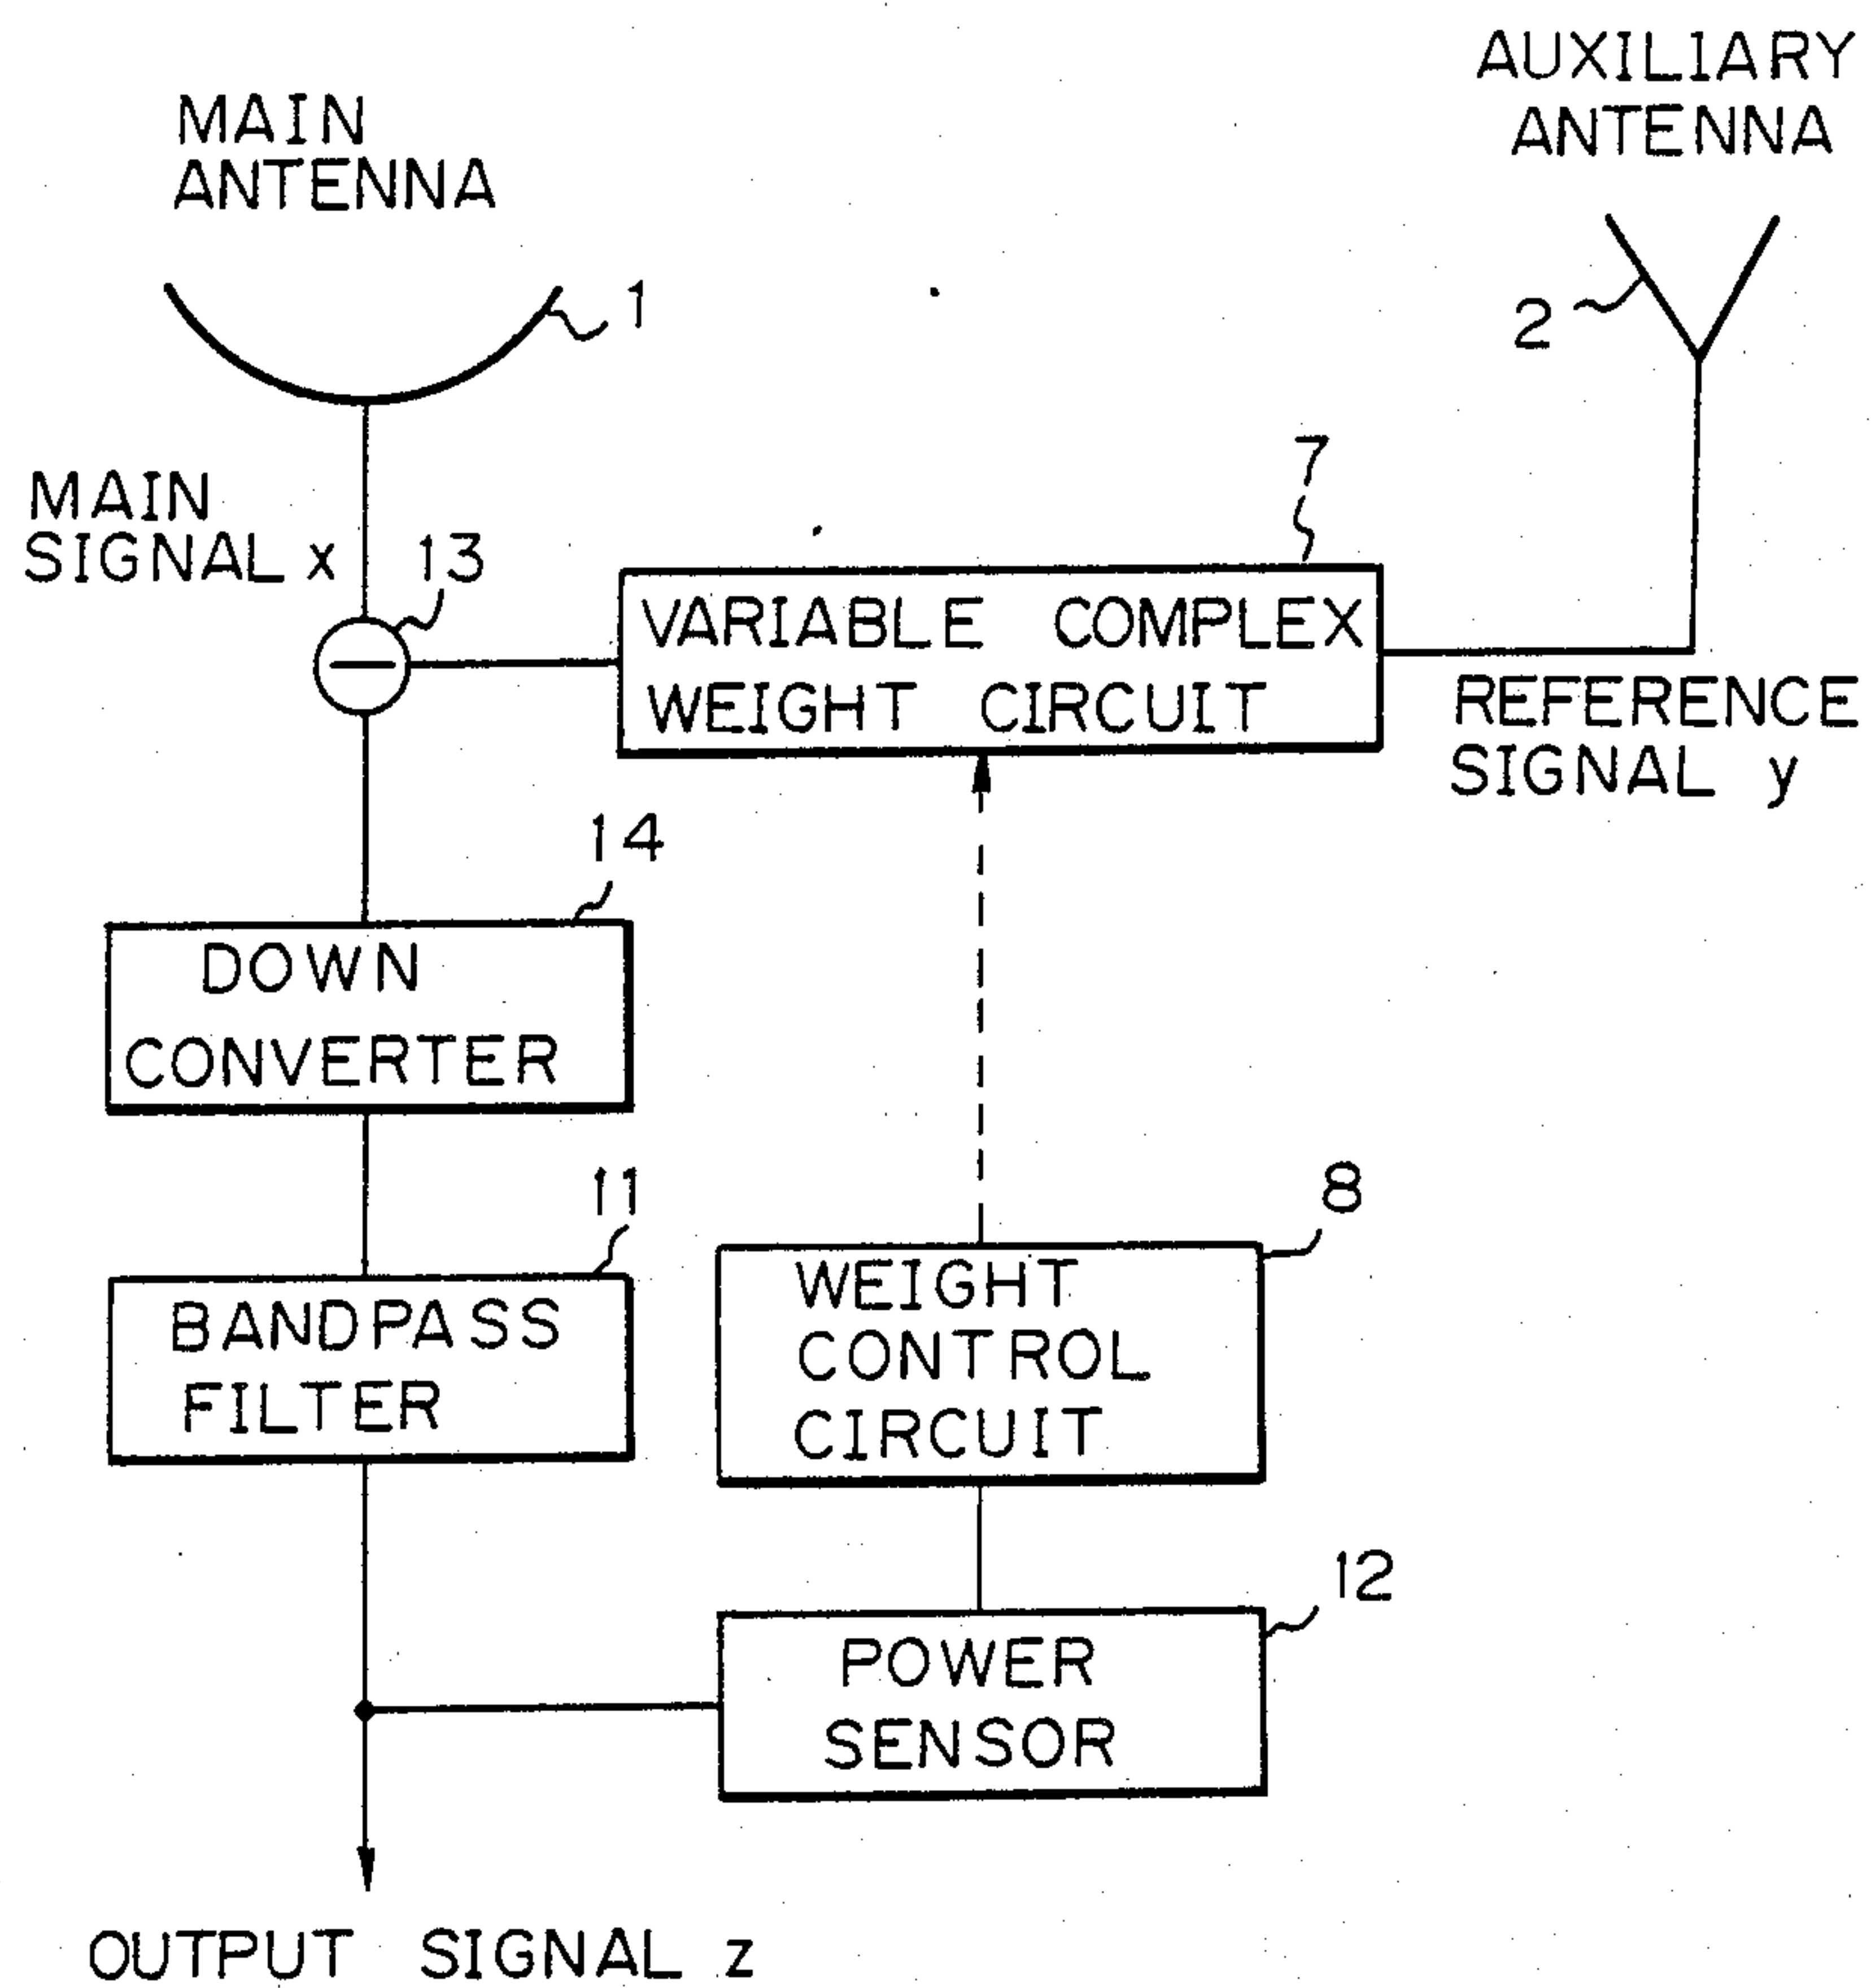 AUXILIARY
ANTENNA
MAIN
ANTENNA
1
2
7
MAIN
SIGNAL x
13
VARIABLE COMPLEX
WEIGHT CIRCUIT
REFERENCE
SIGNAL y
14
DOWN
CONVERTER
11
8
BANDPASS
FILTER
WEIGHT
CONTROL
CIRCUIT
12
POWER
SENSOR
OUTPUT SIGNAL z